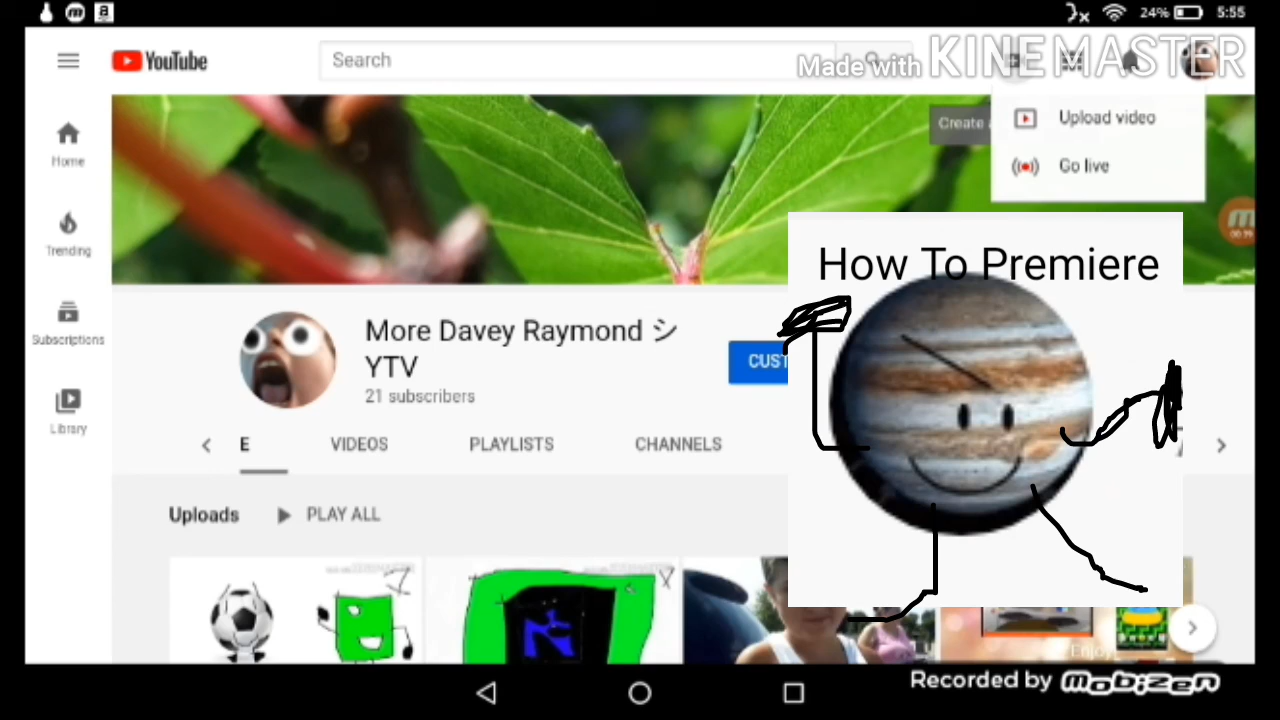 24% 5:55
YouTube
Search
Made with KINEMASTER
Create a
Upload video
Go live
Home
Trending
Subscriptions
Library
How To Premiere
More Davey Raymond シ
YTV
21 subscribers
CUST
E VIDEOS PLAYLISTS CHANNELS
Uploads PLAY ALL
Enjoy
Recorded by mobizen